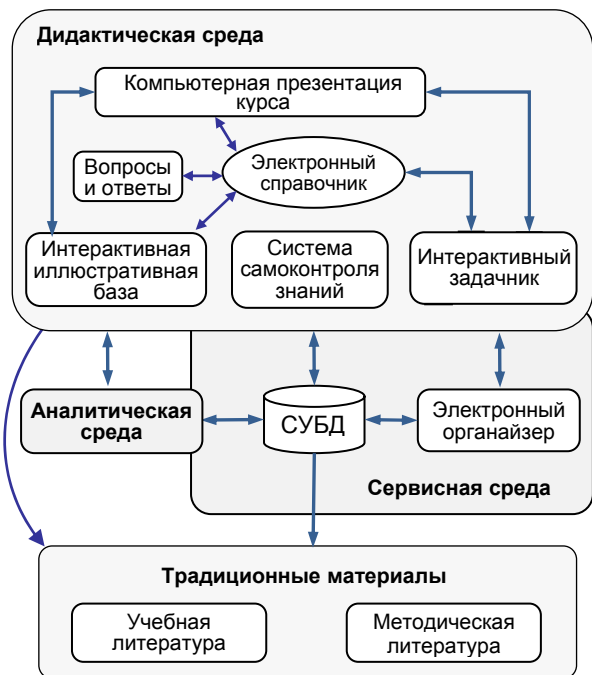 Дидактическая среда
Компьютерная презентация
курса
Вопросы
и ответы
Электронный
справочник
Интерактивная
иллюстративная
база
Система
самоконтроля
знаний
Интерактивный
задачник
Аналитическая
среда
СУБД
Электронный
органайзер
Сервисная среда
Традиционные материалы
Учебная
литература
Методическая
литература